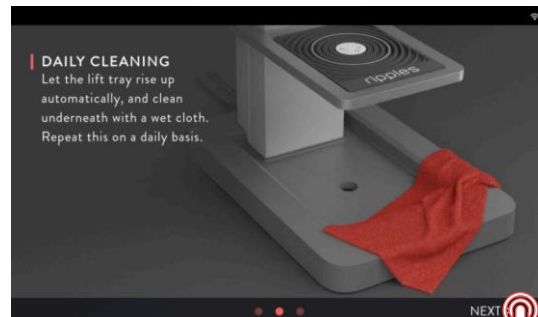 DAILY CLEANING
Let the lift tray rise up
automatically, and clean
underneath with a wet cloth.
Repeat this on a daily basis.
ripples
NEXT